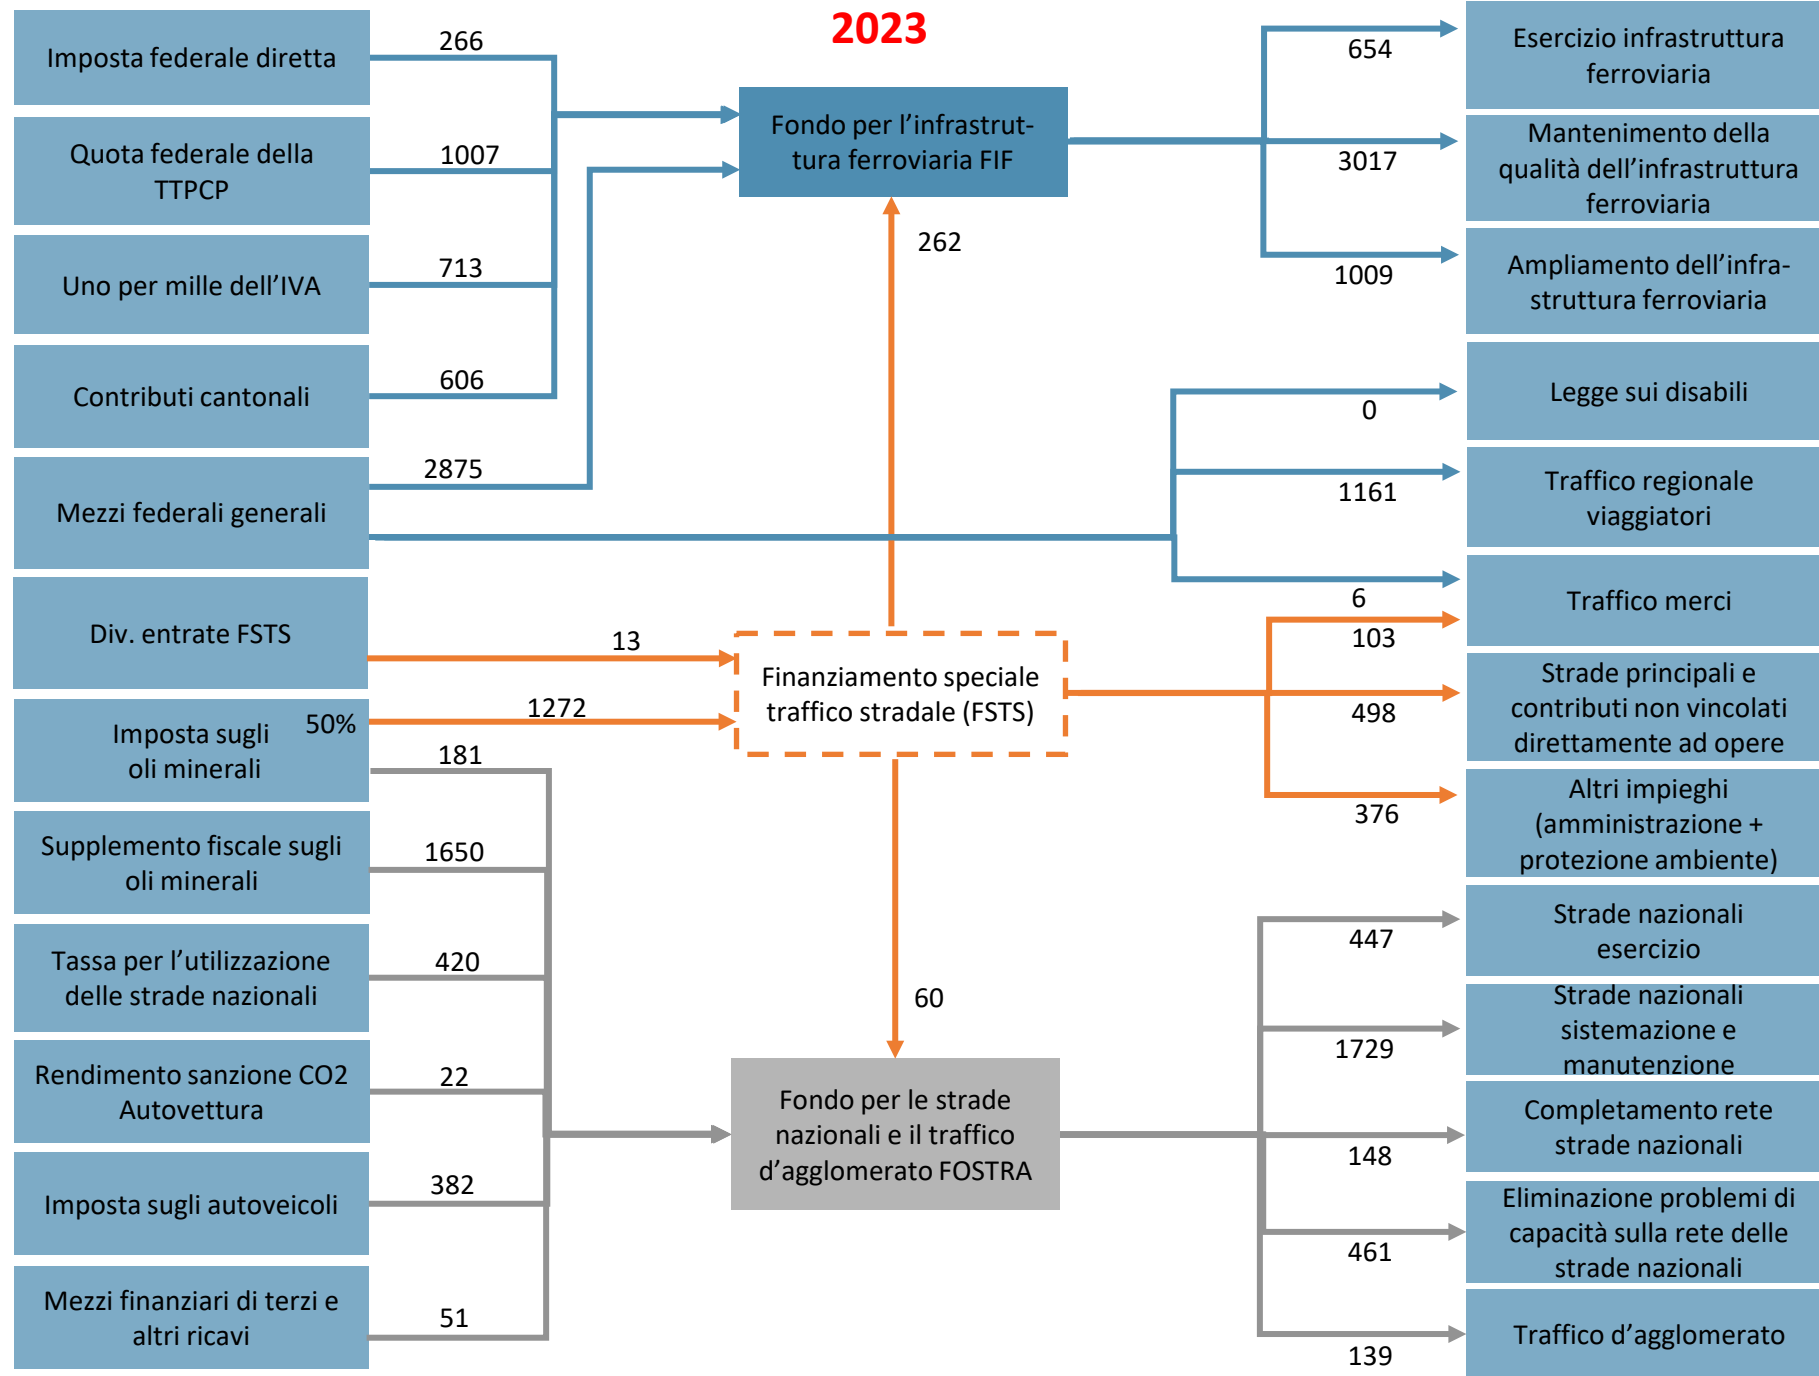 2023
Imposta federale diretta
266
Quota federale della
TTPCP
1007
Uno per mille dell'IVA
713
Contributi cantonali
606
Mezzi federali generali
2875
Div. entrate FSTS
13
Imposta sugli
oli minerali
50%
1272
181
Supplemento fiscale sugli
oli minerali
1650
Tassa per l'utilizzazione
delle strade nazionali
420
Rendimento sanzione CO2
Autovettura
22
Imposta sugli autoveicoli
382
Mezzi finanziari di terzi e
altri ricavi
51
Fondo per l'infrastrut-
tura ferroviaria FIF
262
Finanziamento speciale
traffico stradale (FSTS)
60
Fondo per le strade
nazionali e il traffico
d'agglomerato FOSTRA
654
Esercizio infrastruttura
ferroviaria
3017
Mantenimento della
qualità dell'infrastruttura
ferroviaria
1009
Ampliamento dell'infra-
struttura ferroviaria
0
Legge sui disabili
1161
Traffico regionale
viaggiatori
6
103
Traffico merci
498
Strade principali e
contributi non vincolati
direttamente ad opere
376
Altri impieghi
(amministrazione +
protezione ambiente)
447
Strade nazionali
esercizio
1729
Strade nazionali
sistemazione e
manutenzione
148
Completamento rete
strade nazionali
461
Eliminazione problemi di
capacità sulla rete delle
strade nazionali
139
Traffico d'agglomerato